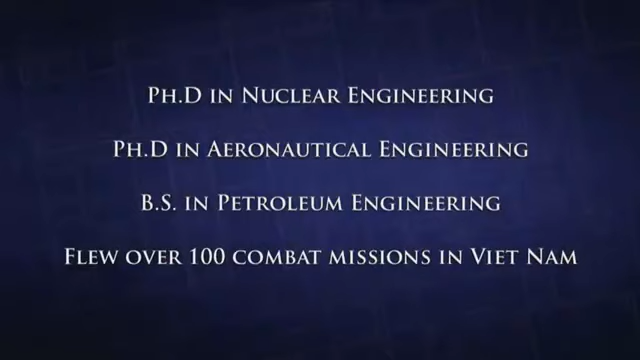 Ph.D in Nuclear Engineering
Ph.D in Aeronautical Engineering
B.S. in Petroleum Engineering
Flew over 100 combat missions in Viet Nam